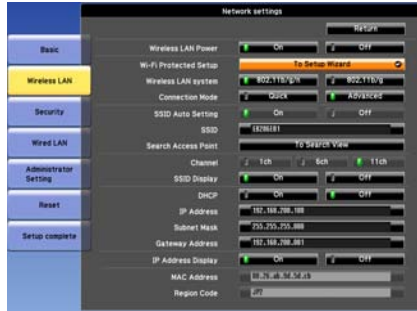 Network settings
Return
Basic
Wireless LAN
Security
Wired LAN
Administrator
Setting
Reset
Setup complete
Wireless LAN Power On Off
Wi-Fi Protected Setup To Setup Wizard
Wireless LAN system 802.11b/g/n 802.11b/g
Connection Mode Quick Advanced
SSID Auto Setting On Off
SSID
Search Access Point To Search View
Channel 1ch 6ch 11ch
SSID Display On Off
DHCP On Off
IP Address 192.168.200.100
Subnet Mask 255.255.255.000
Gateway Address 192.168.200.001
IP Address Display On Off
MAC Address
Region Code JP2